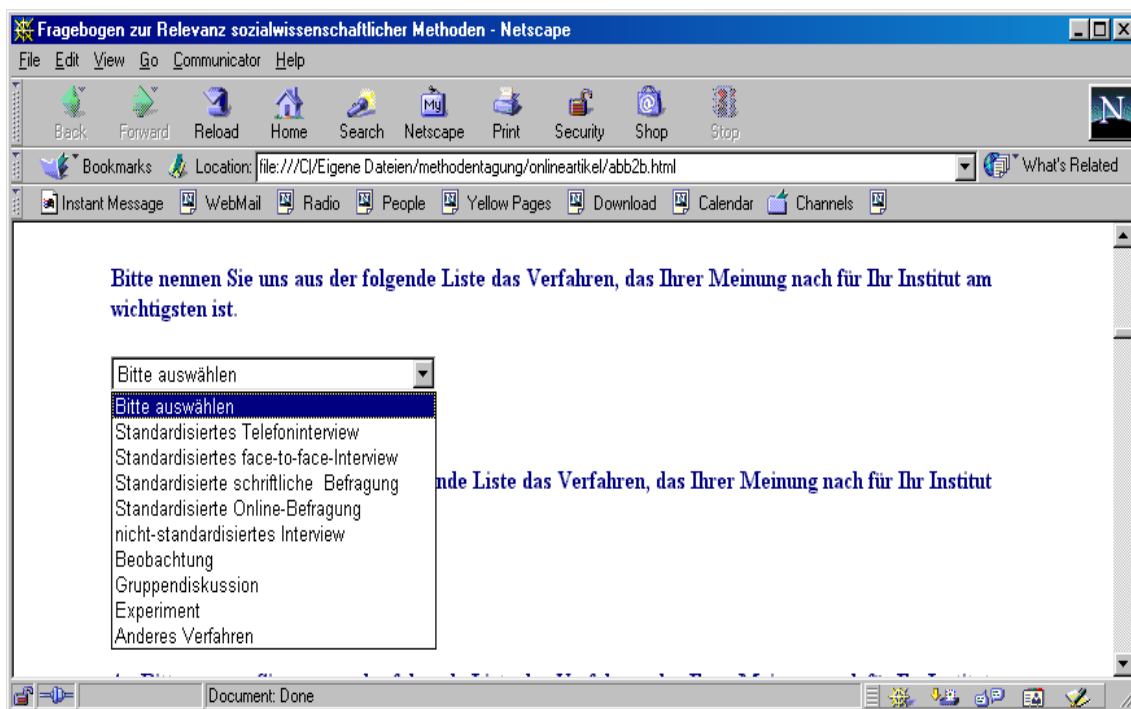 Fragebogen zur Relevanz sozialwissenschaftlicher Methoden - Netscape
File Edit View Go Communicator Help
My
Back Forward Reload Home Search Netscape Print Security Shop Stop
N
Bookmarks Location: file:///C|/Eigene Dateien/methodentagung/onlineartikel/abb2b.html What's Related
Instant Message WebMail Radio People Yellow Pages Download Calendar Channels
Bitte nennen Sie uns aus der folgende Liste das Verfahren, das Ihrer Meinung nach für Ihr Institut am
wichtigsten ist.
Bitte auswählen
Bitte auswählen
Standardisiertes Telefoninterview
Standardisiertes face-to-face-Interview
Standardisierte schriftliche Befragung
nde Liste das Verfahren, das Ihrer Meinung nach für Ihr Institut
Standardisierte Online-Befragung
nicht-standardisiertes Interview
Beobachtung
Gruppendiskussion
Experiment
Anderes Verfahren
Document: Done